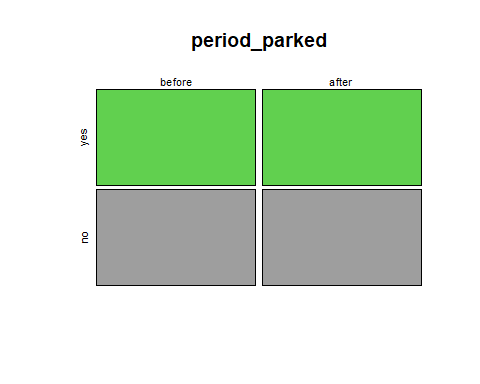 period_parked
before after
yes
no